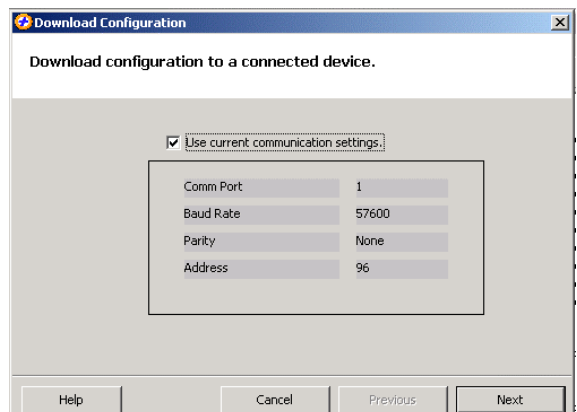 Download Configuration
Download configuration to a connected device.
Use current communication settings.
Comm Port 1
Baud Rate 57600
Parity None
Address 96
Help Cancel Previous Next